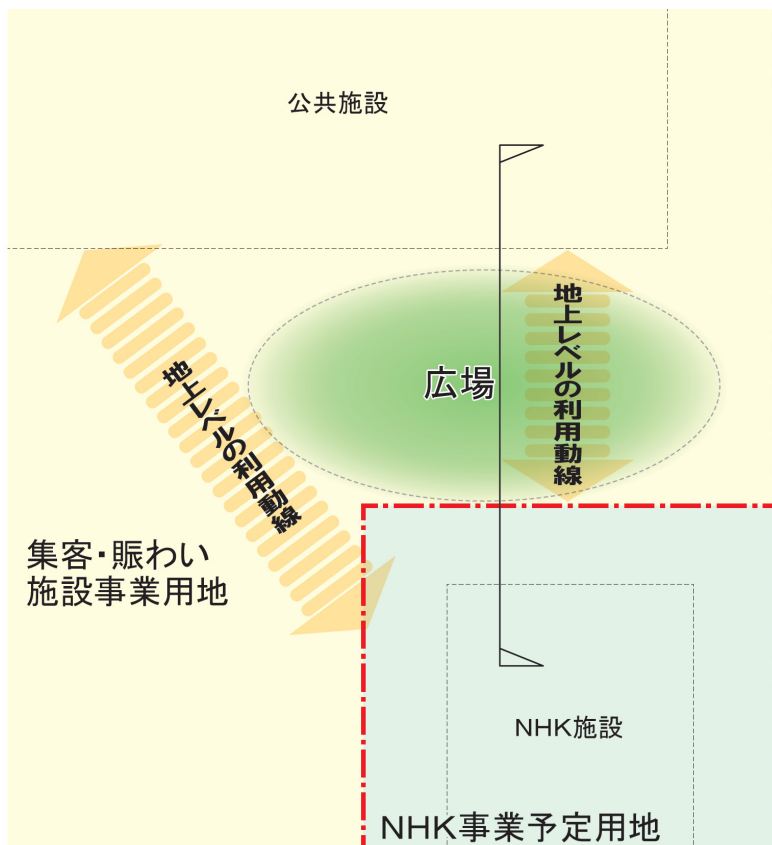 公共施設
地上レベルの利用動線
広場
地上レベルの利用動線
集客・賑わい
施設事業用地
NHK施設
NHK事業予定用地